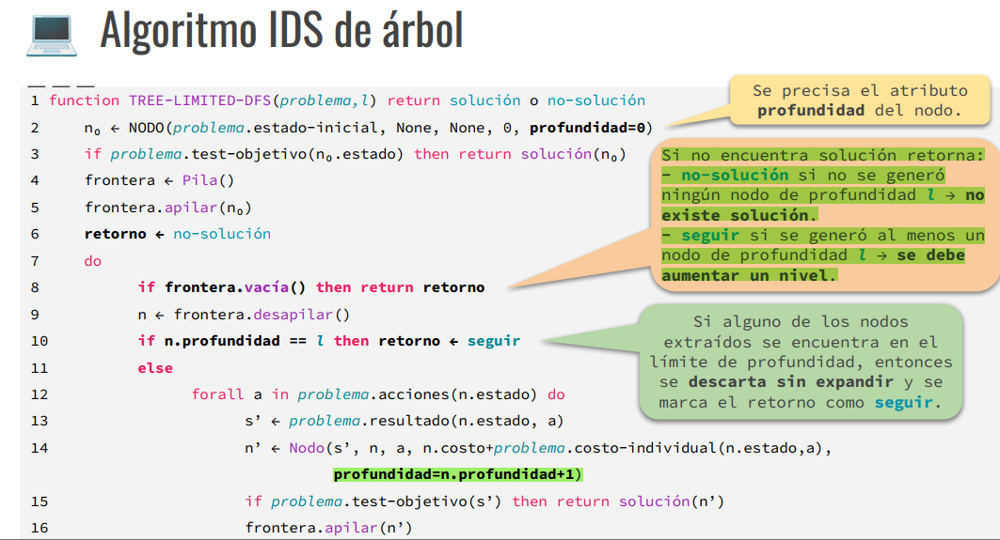 Algoritmo IDS de árbol
1 function TREE-LIMITED-DFS(problema,l) return solución o no-solución
2 n₀ ← NODO(problema.estado-inicial, None, None, 0, profundidad=0)
3 if problema.test-objetivo(n₀.estado) then return solución(n₀)
4 frontera ← Pila()
5 frontera.apilar(n₀)
6 retorno ← no-solución
7 do
8 if frontera.vacía() then return retorno
9 n ← frontera.desapilar()
10 if n.profundidad == l then retorno ← seguir
11 else
12 forall a in problema.acciones(n.estado) do
13 s’ ← problema.resultado(n.estado, a)
14 n’ ← Nodo(s’, n, a, n.costo+problema.costo-individual(n.estado,a),
profundidad=n.profundidad+1)
15 if problema.test-objetivo(s’) then return solución(n’)
16 frontera.apilar(n’)
Se precisa el atributo
profundidad del nodo.
Si no encuentra solución retorna:
- no-solución si no se generó
ningún nodo de profundidad l → no
existe solución.
- seguir si se generó al menos un
nodo de profundidad l → se debe
aumentar un nivel.
Si alguno de los nodos
extraídos se encuentra en el
límite de profundidad, entonces
se descarta sin expandir y se
marca el retorno como seguir.